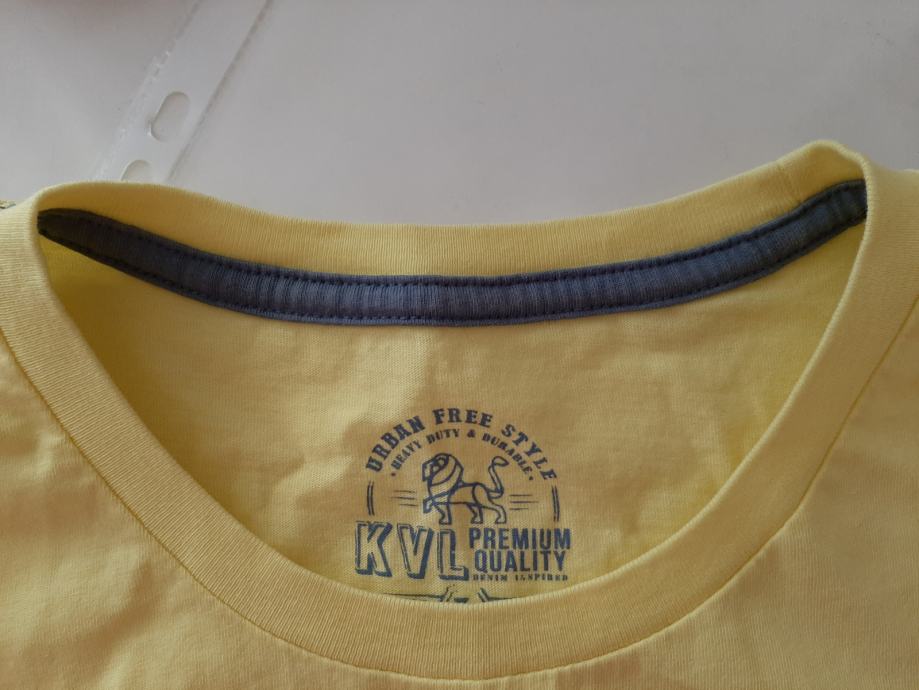 URBAN FREE STYLE
• HEAVY DUTY & DURABLE •
KVL
PREMIUM
QUALITY
DENIM INSPIRED